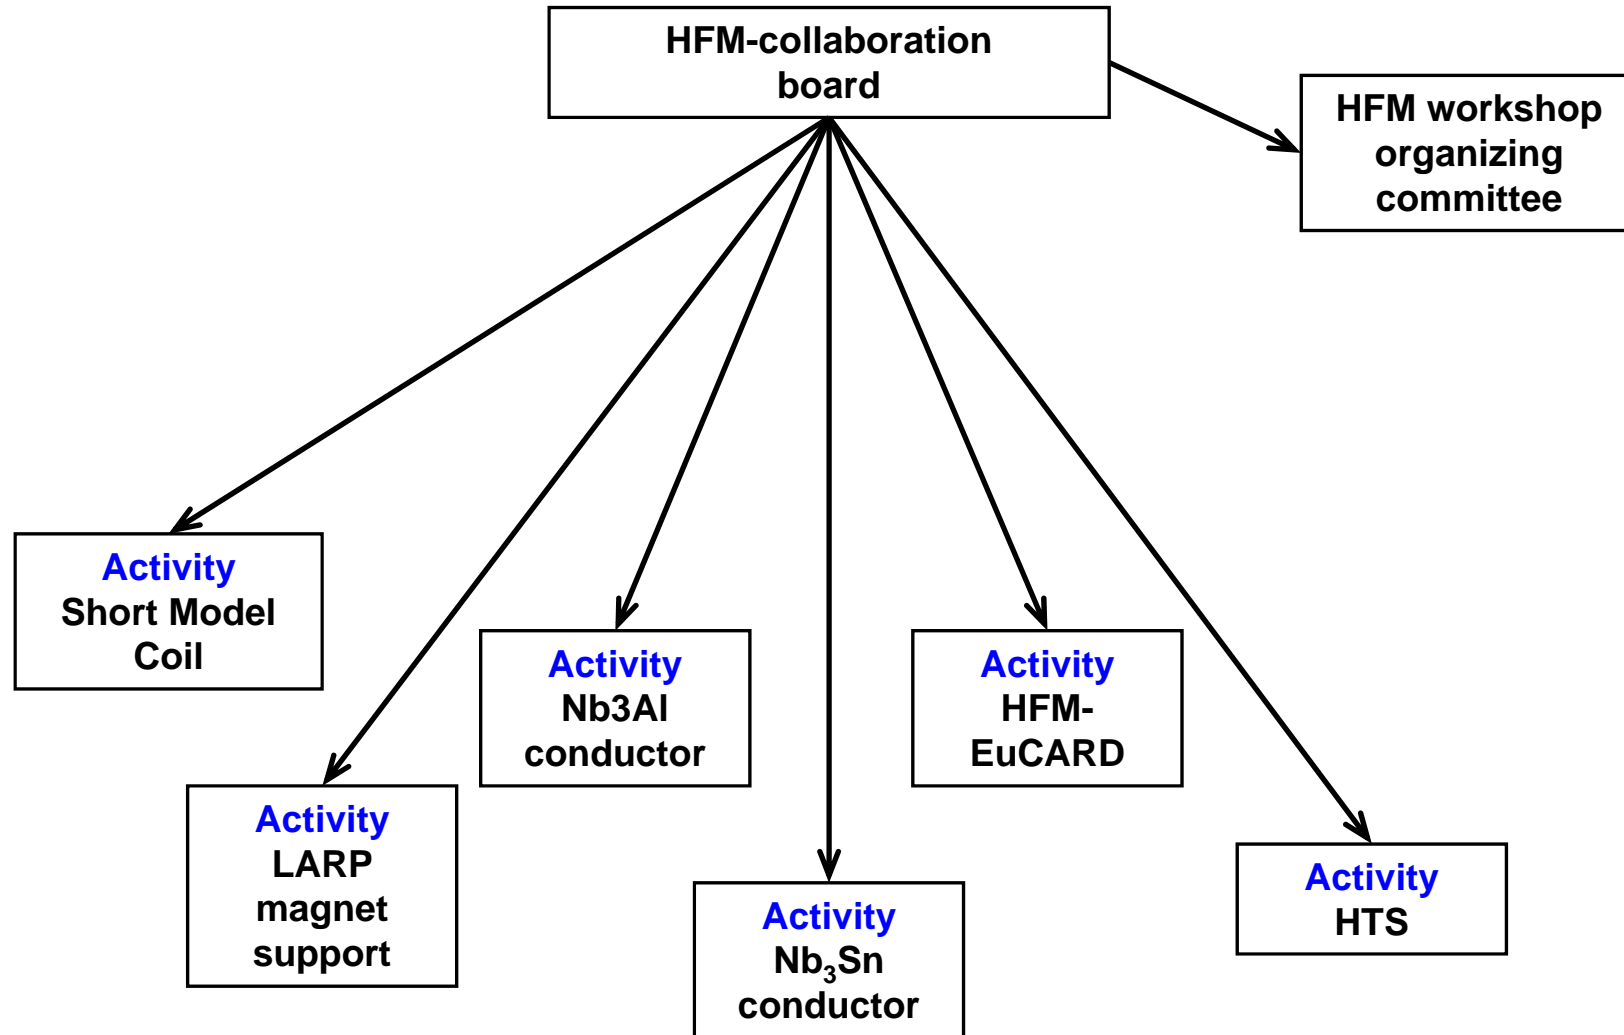 HFM-collaboration
board
HFM workshop
organizing
committee
Activity
Short Model
Coil
Activity
Nb3Al
conductor
Activity
HFM-
EuCARD
Activity
LARP
magnet
support
Activity
Nb₃Sn
conductor
Activity
HTS